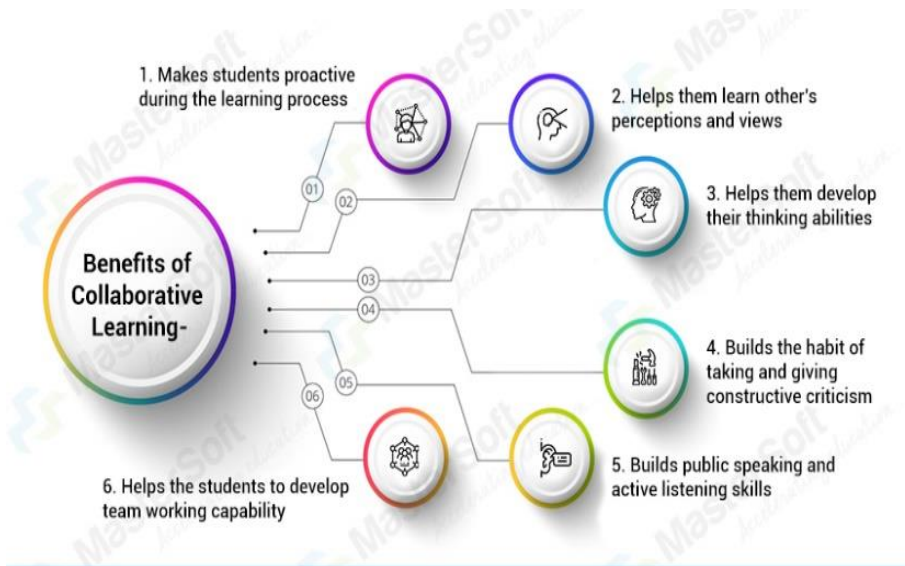 1. Makes students proactive
during the learning process
2. Helps them learn other's
perceptions and views
3. Helps them develop
their thinking abilities
Benefits of
Collaborative
Learning-
01
02
03
04
05
06
4. Builds the habit of
taking and giving
constructive criticism
5. Builds public speaking and
active listening skills
6. Helps the students to develop
team working capability
MasterSoft
Accelerating education